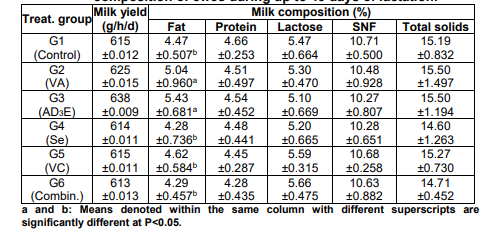 Treat. group Milk yield (g/h/d) Milk composition (%)
Fat Protein Lactose SNF Total solids
G1 615 4.47 4.66 5.47 10.71 15.19
(Control) ±0.012 ±0.507b ±0.253 ±0.664 ±0.500 ±0.832
G2 625 5.04 4.51 5.30 10.48 15.50
(VA) ±0.015 ±0.960a ±0.497 ±0.470 ±0.928 ±1.497
G3 638 5.43 4.54 5.10 10.27 15.50
(AD3E) ±0.009 ±0.681a ±0.452 ±0.669 ±0.807 ±1.194
G4 614 4.28 4.48 5.20 10.28 14.60
(Se) ±0.011 ±0.736b ±0.441 ±0.665 ±0.651 ±1.263
G5 615 4.62 4.45 5.59 10.68 15.27
(VC) ±0.011 ±0.584b ±0.287 ±0.315 ±0.258 ±0.730
G6 613 4.29 4.28 5.66 10.63 14.71
(Combin.) ±0.013 ±0.457b ±0.435 ±0.475 ±0.882 ±0.452
a and b: Means denoted within the same column with different superscripts are
significantly different at P<0.05.